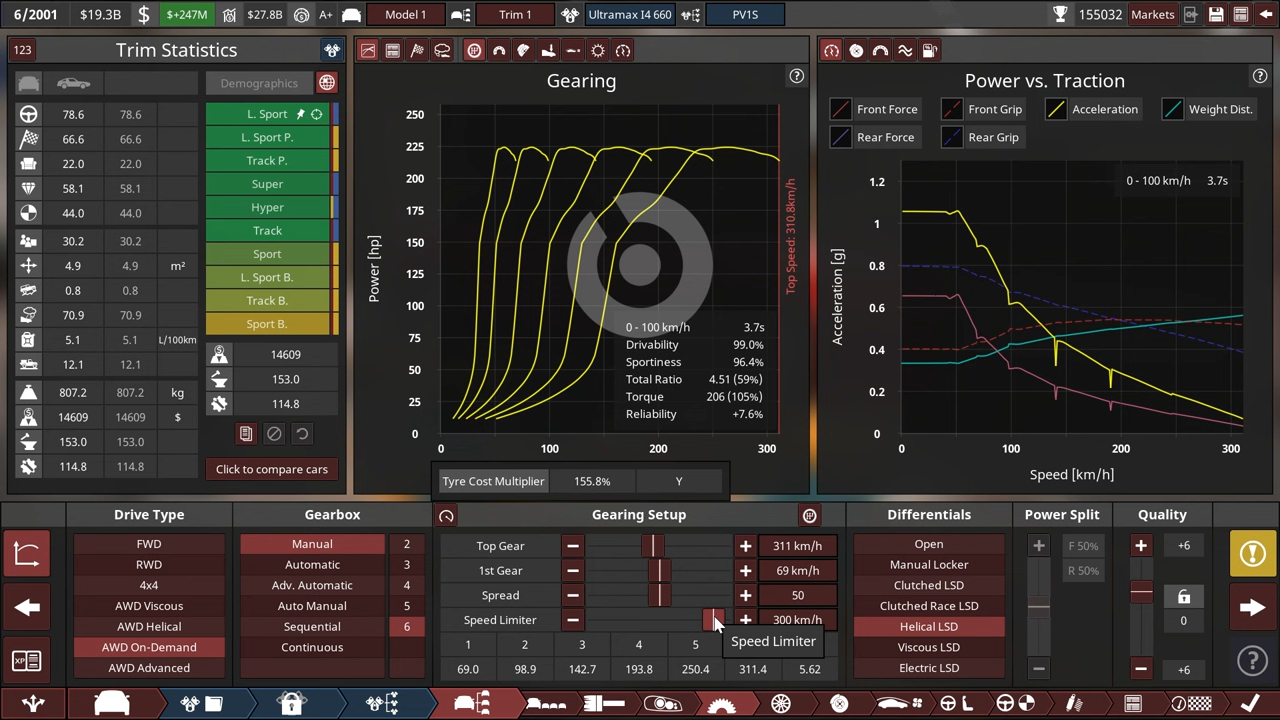 6/2001
$+247M
$27.8B
A+
Model 1
Trim 1
Ultramax I4 660
PV1S
155032
Markets
123
Trim Statistics
Demographics
78.6 78.6
66.6 66.6
22.0 22.0
58.1 58.1
44.0 44.0
30.2 30.2
4.9 4.9 m²
0.8 0.8
70.9 70.9
5.1 5.1 L/100km
12.1 12.1
807.2 807.2 kg
14609 14609 $
153.0 153.0
114.8 114.8
L. Sport
L. Sport P.
Track P.
Super
Hyper
Track
Sport
L. Sport B.
Track B.
Sport B.
14609
153.0
114.8
Click to compare cars
Gearing
?
Power [hp]
250
225
200
175
150
125
100
75
50
25
0
0 100 200 300
Top Speed: 310.8km/h
0 - 100 km/h 3.7s
Drivability 99.0%
Sportiness 96.4%
Total Ratio 4.51 (59%)
Torque 206 (105%)
Reliability +7.6%
Tyre Cost Multiplier 155.8% Y
Power vs. Traction
?
Front Force Front Grip Acceleration Weight Dist.
Rear Force Rear Grip
0 - 100 km/h 3.7s
Acceleration [g]
1.2
1
0.8
0.6
0.4
0.2
0
0 100 200 300
Speed [km/h]
Drive Type
FWD
RWD
4x4
AWD Viscous
AWD Helical
AWD On-Demand
AWD Advanced
Gearbox
Manual 2
Automatic 3
Adv. Automatic 4
Auto Manual 5
Sequential 6
Continuous
Gearing Setup
Top Gear 311 km/h
1st Gear 69 km/h
Spread 50
Speed Limiter 300 km/h
Speed Limiter
1 2 3 4 5
69.0 98.9 142.7 193.8 250.4 311.4 5.62
Differentials
Open
Manual Locker
Clutched LSD
Clutched Race LSD
Helical LSD
Viscous LSD
Electric LSD
Power Split
F 50%
R 50%
Quality
+6
0
+6
XP
?